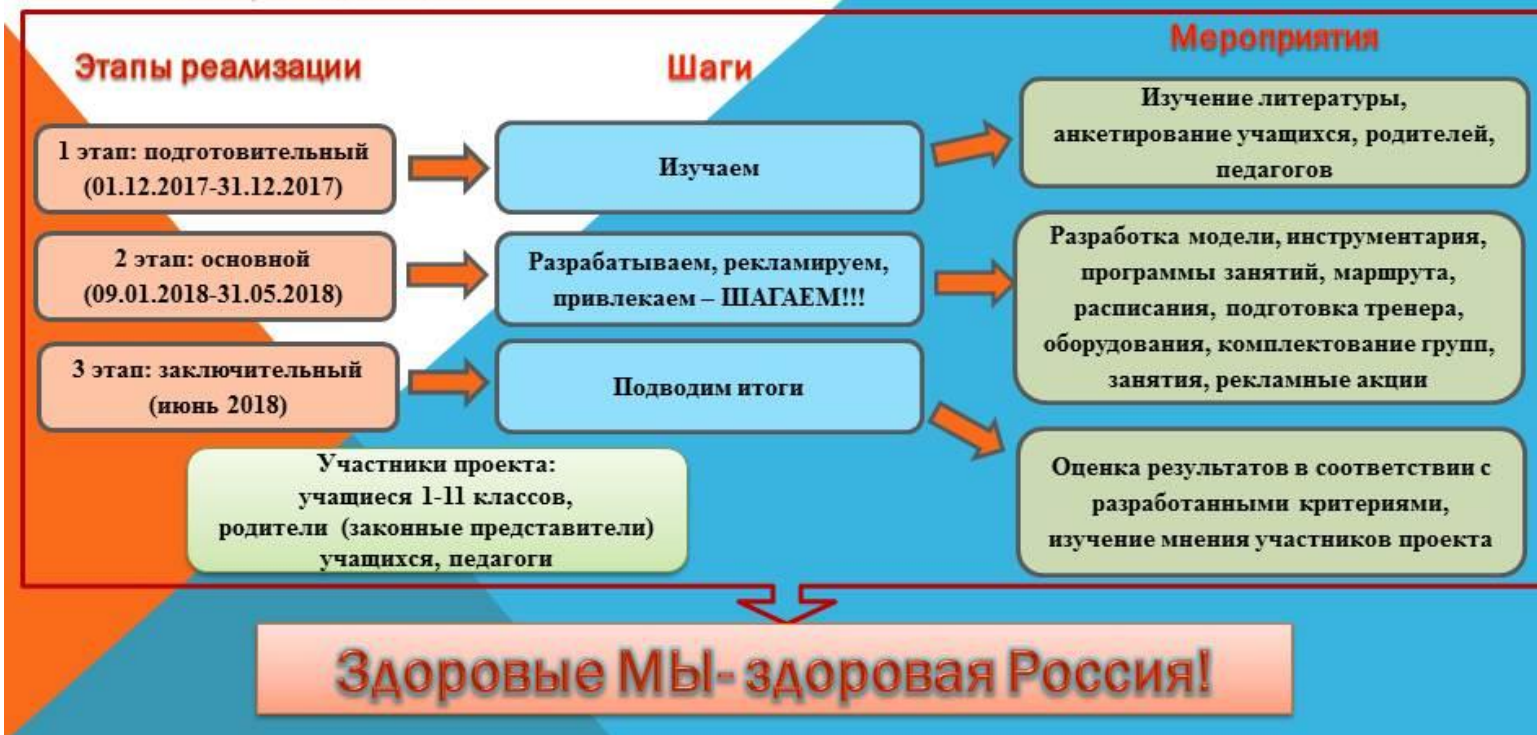 Этапы реализации
Шаги
Мероприятия
1 этап: подготовительный
(01.12.2017-31.12.2017)
Изучаем
Изучение литературы,
анкетирование учащихся, родителей,
педагогов
2 этап: основной
(09.01.2018-31.05.2018)
Разрабатываем, рекламируем,
привлекаем – ШАГАЕМ!!!
Разработка модели, инструментария,
программы занятий, маршрута,
расписания, подготовка тренера,
оборудования, комплектование групп,
занятия, рекламные акции
3 этап: заключительный
(июнь 2018)
Подводим итоги
Оценка результатов в соответствии с
разработанными критериями,
изучение мнения участников проекта
Участники проекта:
учащиеся 1-11 классов,
родители (законные представители)
учащихся, педагоги
Здоровые МЫ- здоровая Россия!